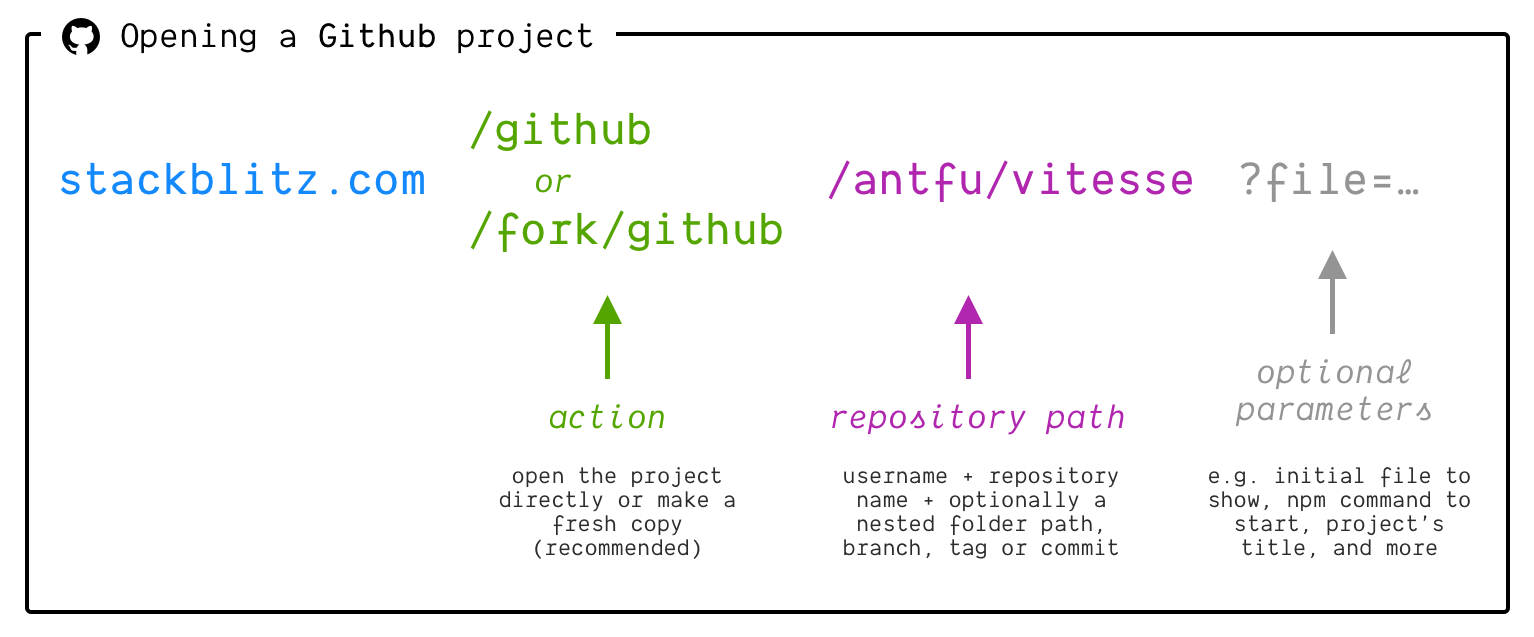 Opening a Github project
/github
stackblitz.com or /antfu/vitesse ?file=…
/fork/github
action
open the project
directly or make a
fresh copy
(recommended)
repository path
username + repository
name + optionally a
nested folder path,
branch, tag or commit
optional
parameters
e.g. initial file to
show, npm command to
start, project's
title, and more